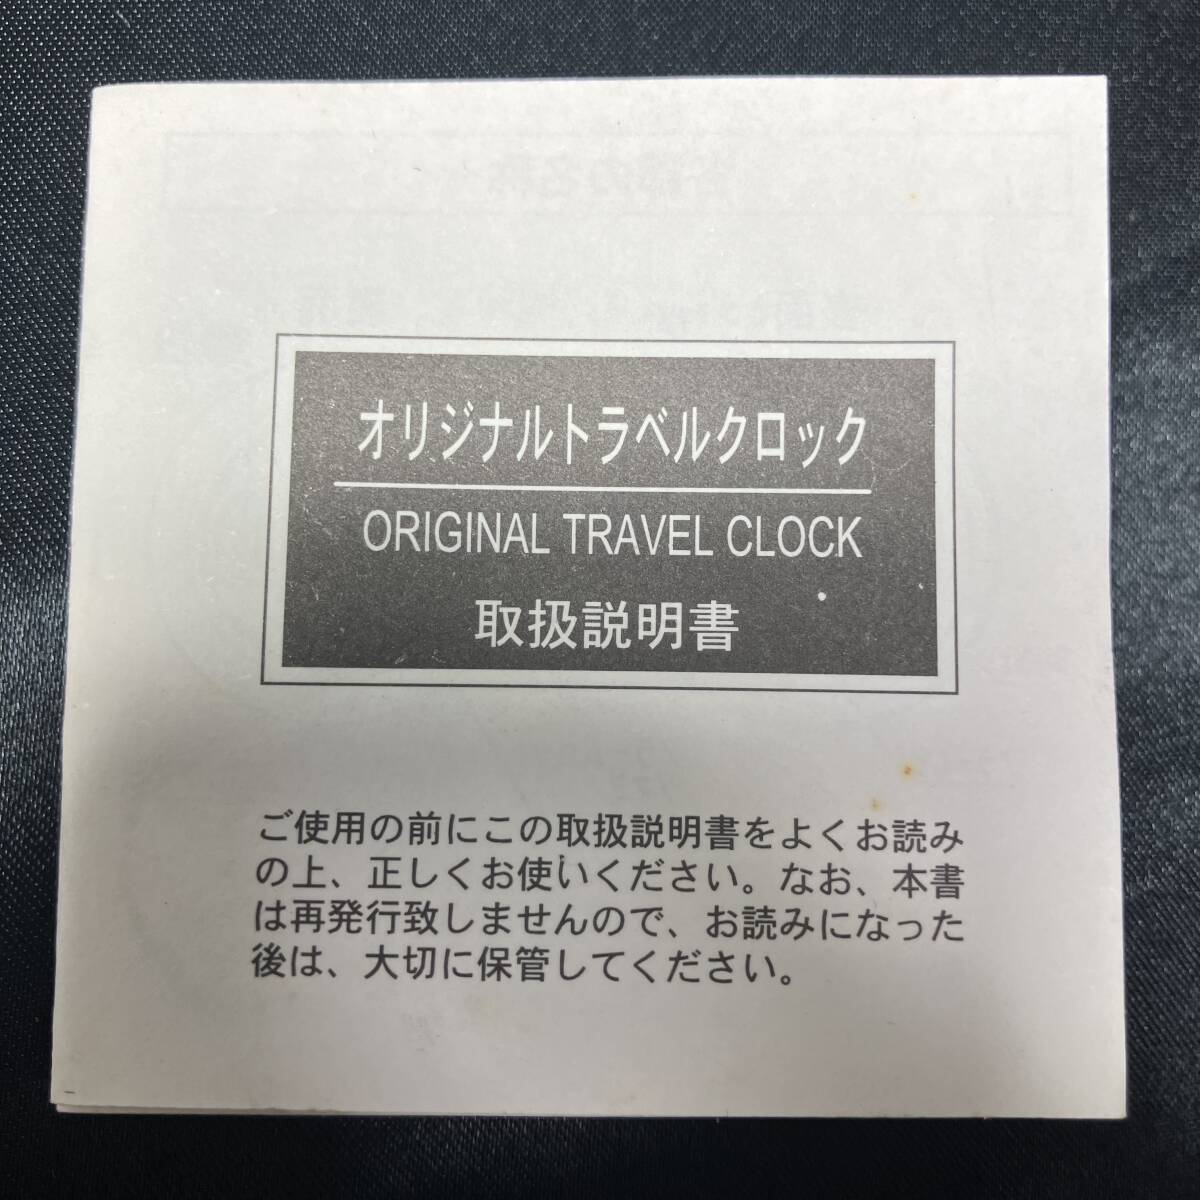 オリジナルトラベルクロック
ORIGINAL TRAVEL CLOCK
取扱説明書
ご使用の前にこの取扱説明書をよくお読み
の上、正しくお使いください。なお、本書
は再発行致しませんので、お読みになった
後は、大切に保管してください。